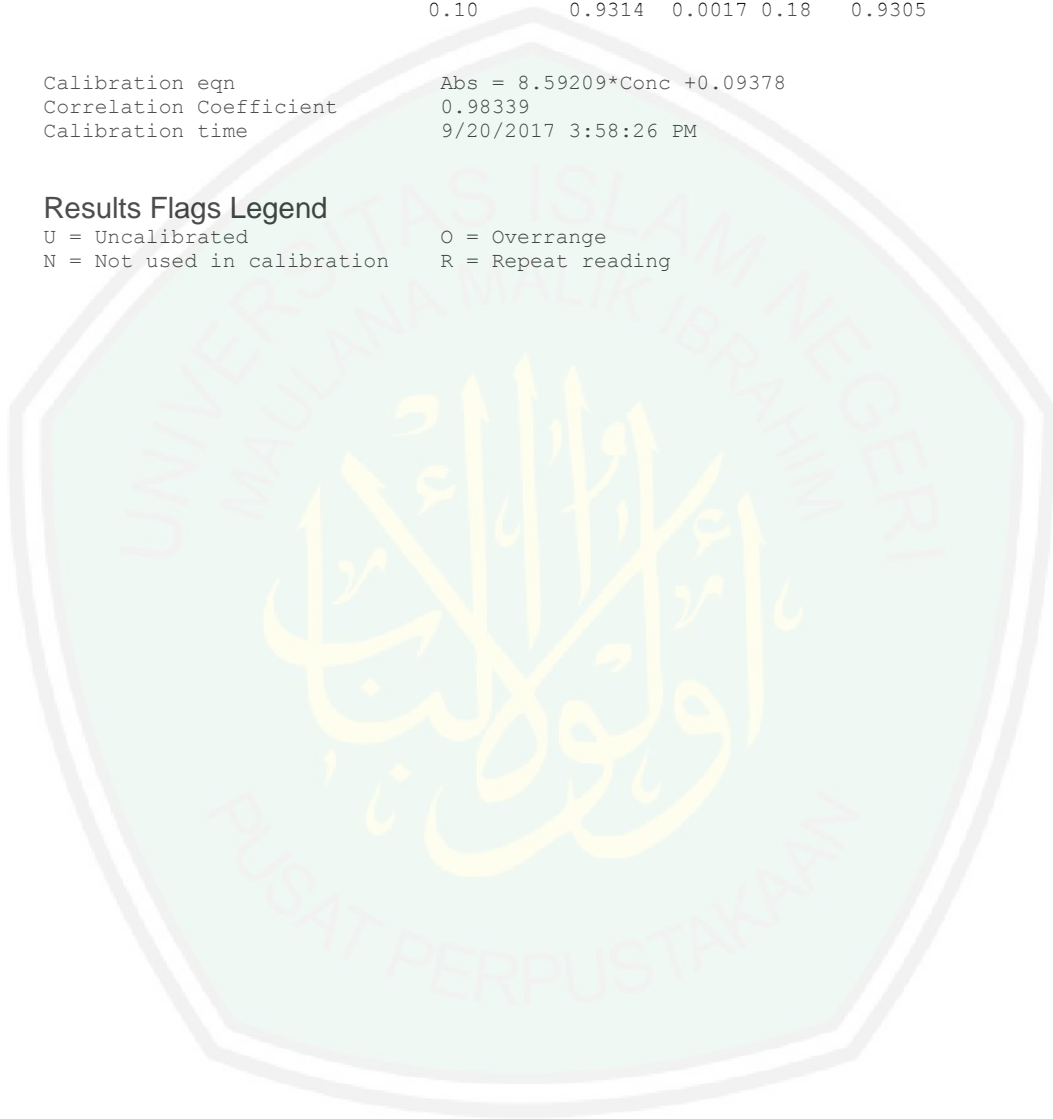 0.10 0.9314 0.0017 0.18 0.9305
Calibration eqn Abs = 8.59209*Conc +0.09378
Correlation Coefficient 0.98339
Calibration time 9/20/2017 3:58:26 PM
Results Flags Legend
U = Uncalibrated O = Overrange
N = Not used in calibration R = Repeat reading
UNIVERSITAS ISLAM NEGERI
MAULANA MALIK IBRAHIM
أولوا الألباب
PUSAT PERPUSTAKAAN